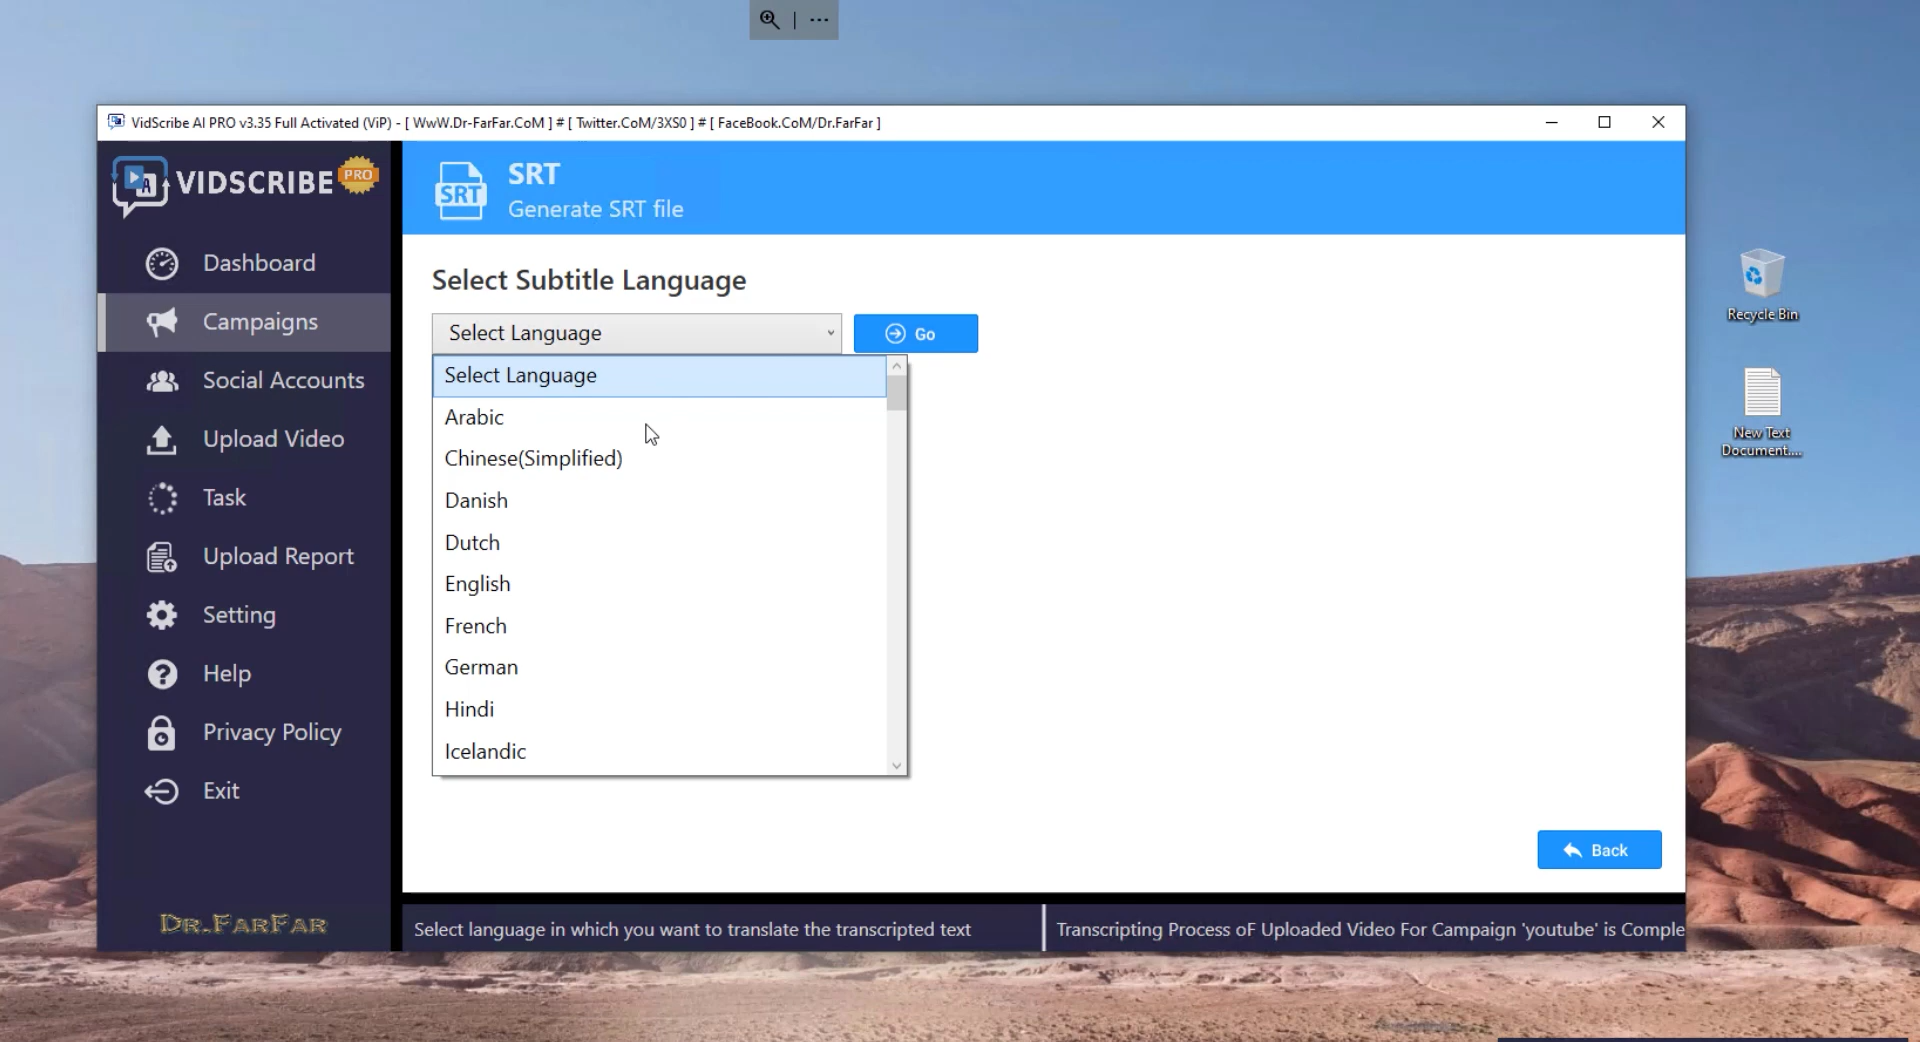 VidScribe AI PRO v3.35 Full Activated (ViP) - [ WwW.Dr-FarFar.CoM ] # [ Twitter.CoM/3XS0 ] # [ FaceBook.CoM/Dr.FarFar ]
VIDSCRIBE PRO
A
SRT
SRT
Generate SRT file
Dashboard
Campaigns
Social Accounts
Upload Video
Task
Upload Report
Setting
Help
Privacy Policy
Exit
DR.FARFAR
Select Subtitle Language
Select Language
Go
Select Language
Arabic
Chinese(Simplified)
Danish
Dutch
English
French
German
Hindi
Icelandic
Back
Select language in which you want to translate the transcripted text
Transcripting Process oF Uploaded Video For Campaign 'youtube' is Comple
Recycle Bin
New Text
Document....